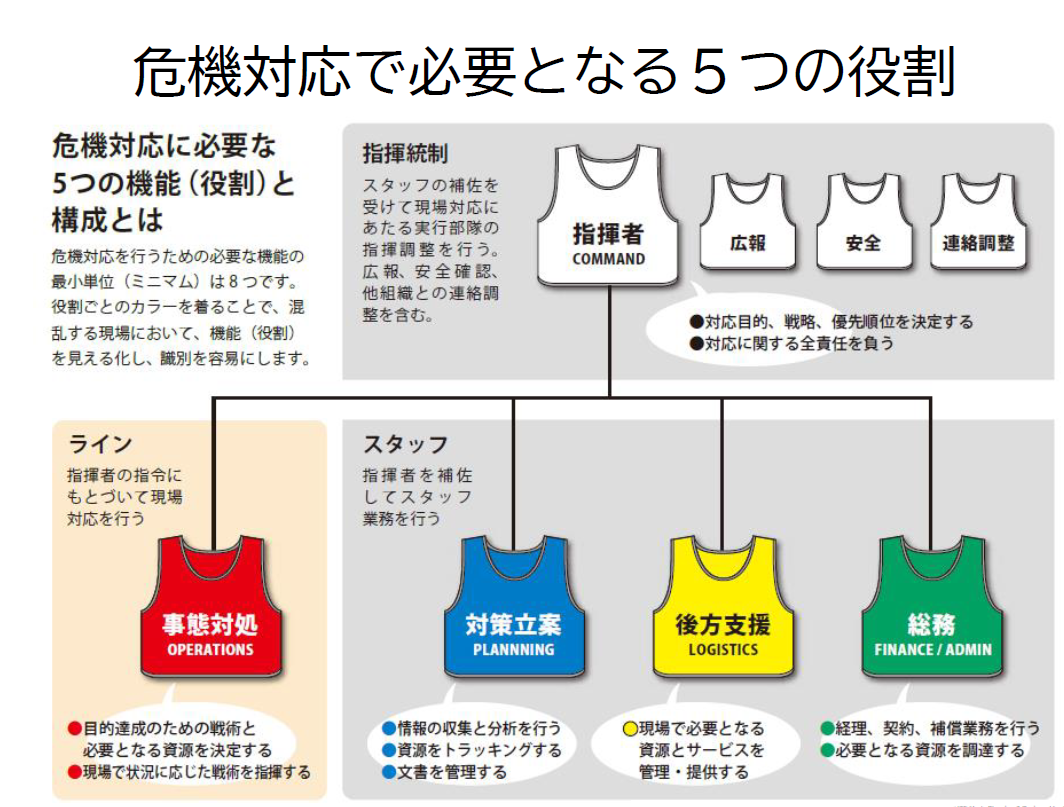 危機対応で必要となる５つの役割
危機対応に必要な
5つの機能（役割）と
構成とは
危機対応を行うための必要な機能の
最小単位（ミニマム）は８つです。
役割ごとのカラーを着ることで、混
乱する現場において、機能（役割）
を見える化し、識別を容易にします。
指揮統制
スタッフの補佐を
受けて現場対応に
あたる実行部隊の
指揮調整を行う。
広報、安全確認、
他組織との連絡調
整を含む。
指揮者
COMMAND
広報
安全
連絡調整
●対応目的、戦略、優先順位を決定する
●対応に関する全責任を負う
ライン
指揮者の指令に
もとづいて現場
対応を行う
事態対処
OPERATIONS
●目的達成のための戦術と
必要となる資源を決定する
●現場で状況に応じた戦術を指揮する
スタッフ
指揮者を補佐
してスタッフ
業務を行う
対策立案
PLANNNING
●情報の収集と分析を行う
●資源をトラッキングする
●文書を管理する
後方支援
LOGISTICS
●現場で必要となる
資源とサービスを
管理・提供する
総務
FINANCE / ADMIN
●経理、契約、補償業務を行う
●必要となる資源を調達する